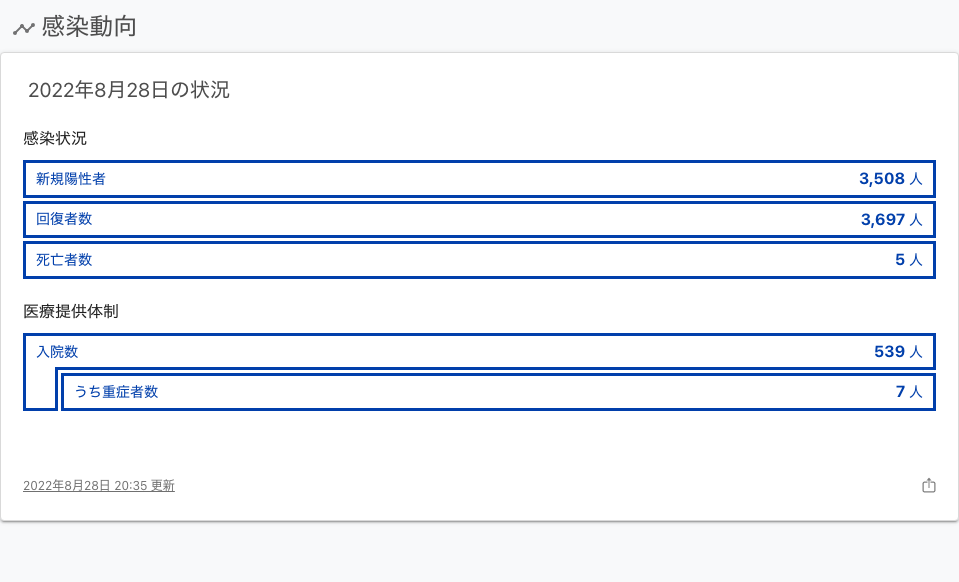 感染動向
2022年8月28日の状況
感染状況
新規陽性者 3,508 人
回復者数 3,697 人
死亡者数 5 人
医療提供体制
入院数 539 人
うち重症者数 7 人
2022年8月28日 20:35 更新